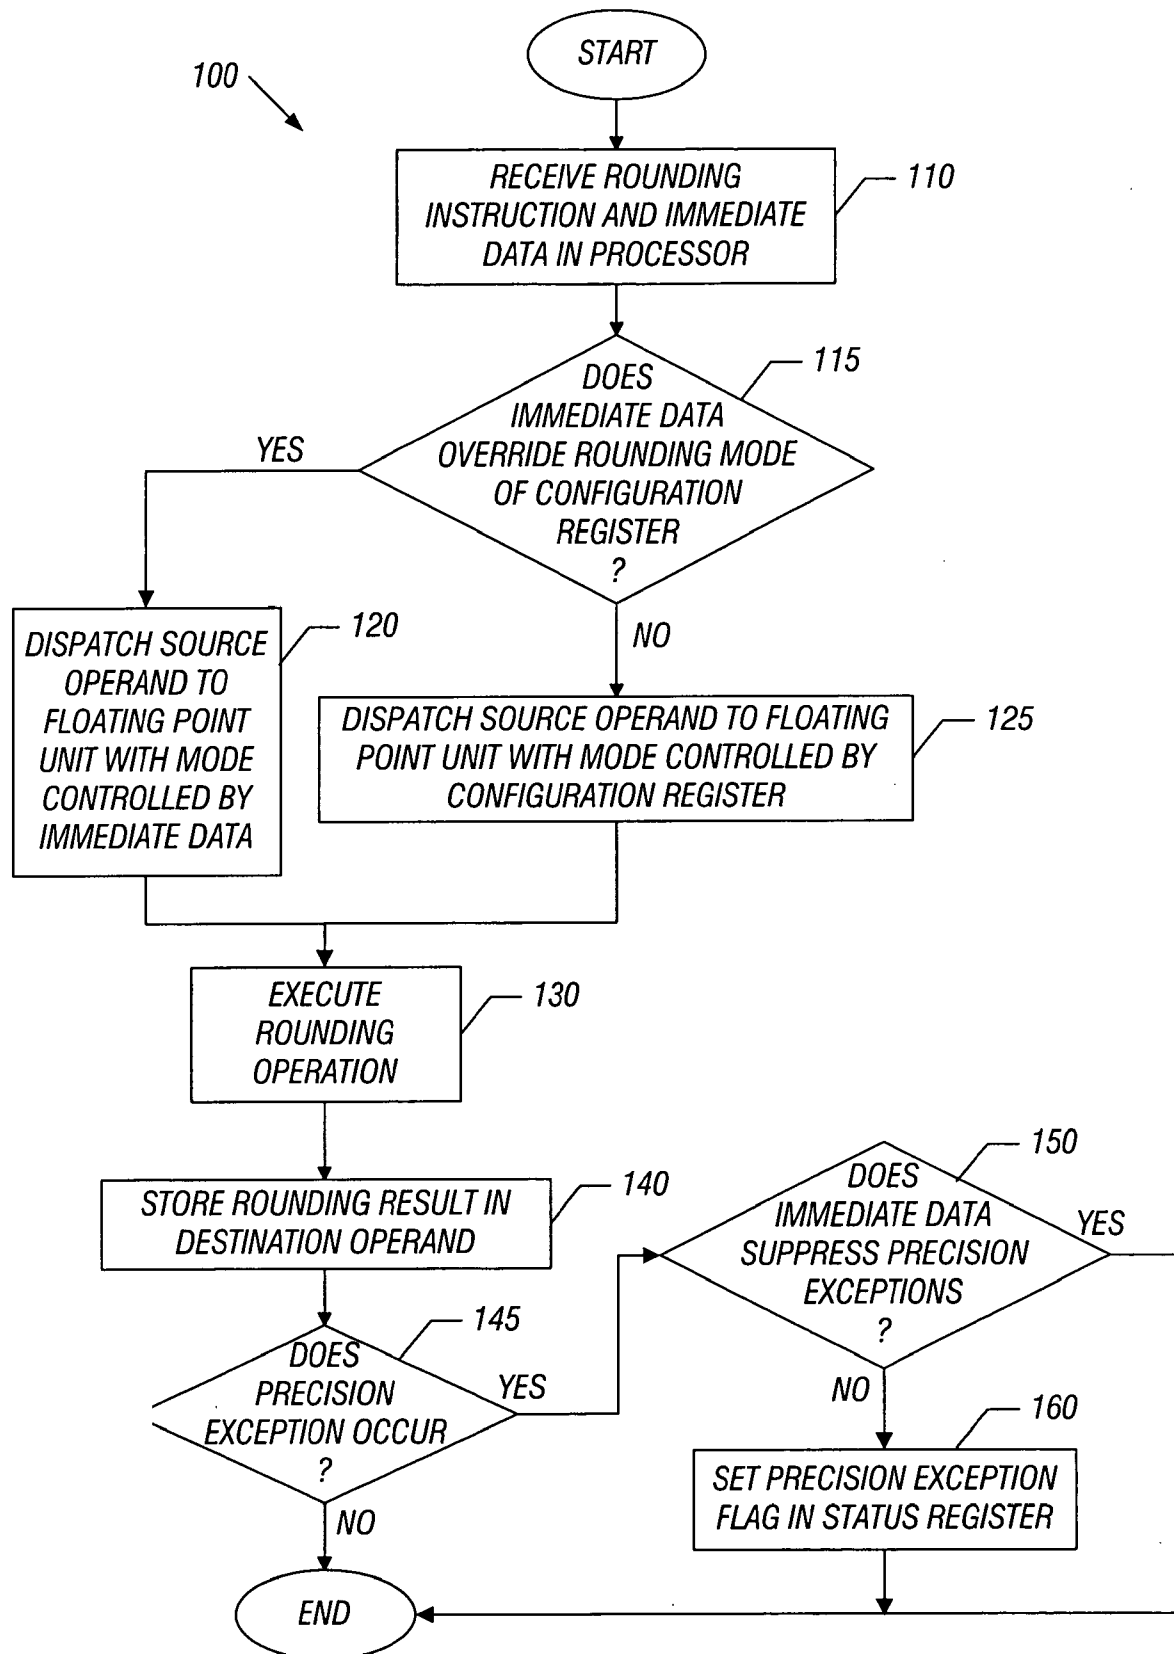 START
100
RECEIVE ROUNDING
INSTRUCTION AND IMMEDIATE
DATA IN PROCESSOR
110
DOES
IMMEDIATE DATA
OVERRIDE ROUNDING MODE
OF CONFIGURATION
REGISTER
?
115
YES
NO
DISPATCH SOURCE
OPERAND TO
FLOATING POINT
UNIT WITH MODE
CONTROLLED BY
IMMEDIATE DATA
120
DISPATCH SOURCE OPERAND TO FLOATING
POINT UNIT WITH MODE CONTROLLED BY
CONFIGURATION REGISTER
125
EXECUTE
ROUNDING
OPERATION
130
STORE ROUNDING RESULT IN
DESTINATION OPERAND
140
DOES
PRECISION
EXCEPTION OCCUR
?
145
YES
NO
DOES
IMMEDIATE DATA
SUPPRESS PRECISION
EXCEPTIONS
?
150
YES
NO
SET PRECISION EXCEPTION
FLAG IN STATUS REGISTER
160
END